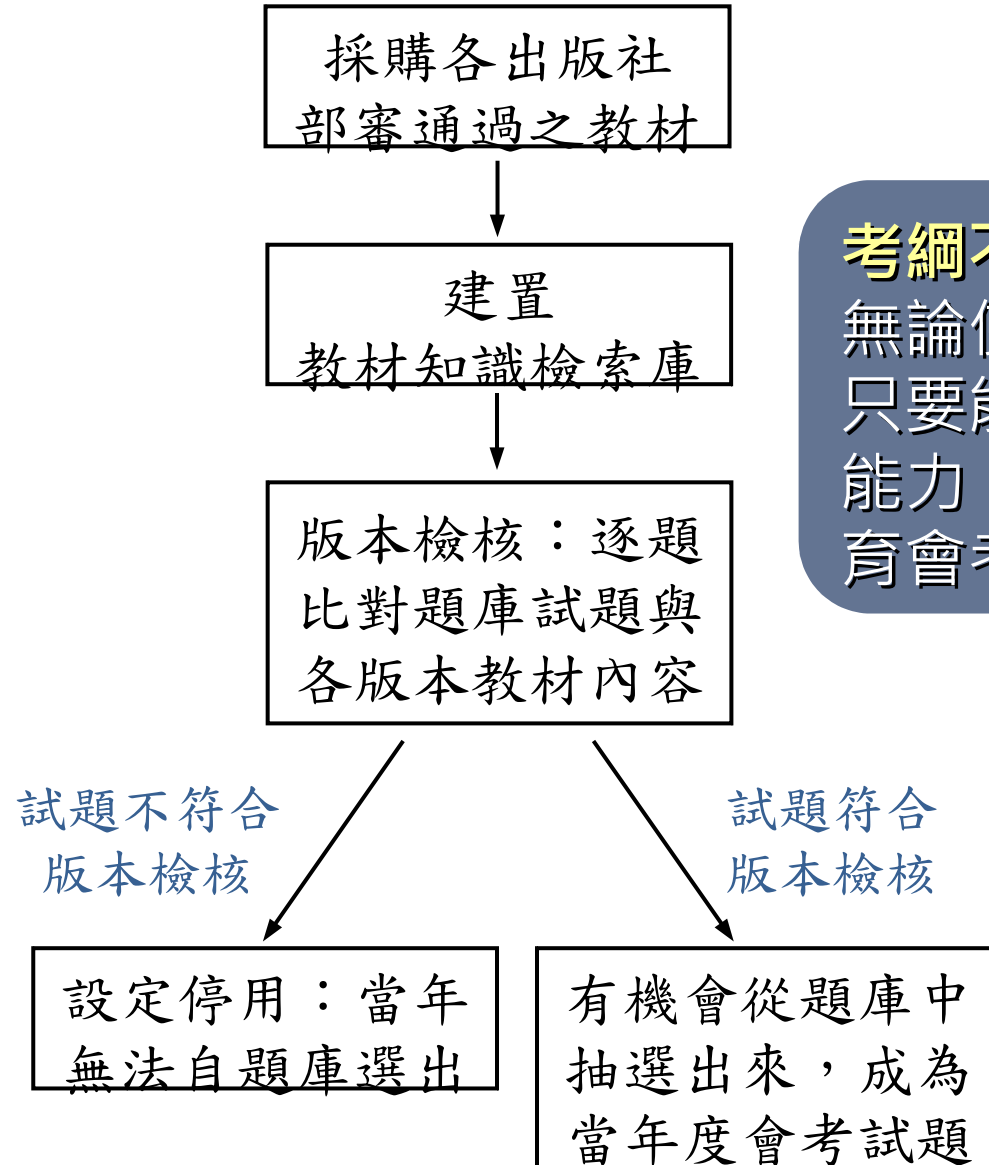 採購各出版社
部審通過之教材
建置
教材知識檢索庫
版本檢核：逐題
比對題庫試題與
各版本教材內容
考綱
無論
只要
能力
育會
試題不符合
版本檢核
試題符合
版本檢核
設定停用：當年
無法自題庫選出
有機會從題庫中
抽選出來，成為
當年度會考試題